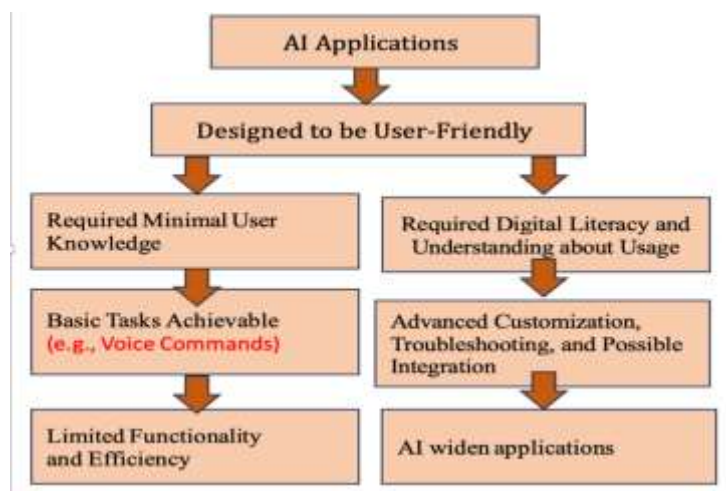 AI Applications
Designed to be User-Friendly
Required Minimal User
Knowledge
Required Digital Literacy and
Understanding about Usage
Basic Tasks Achievable
(e.g., Voice Commands)
Advanced Customization,
Troubleshooting, and Possible
Integration
Limited Functionality
and Efficiency
AI widen applications